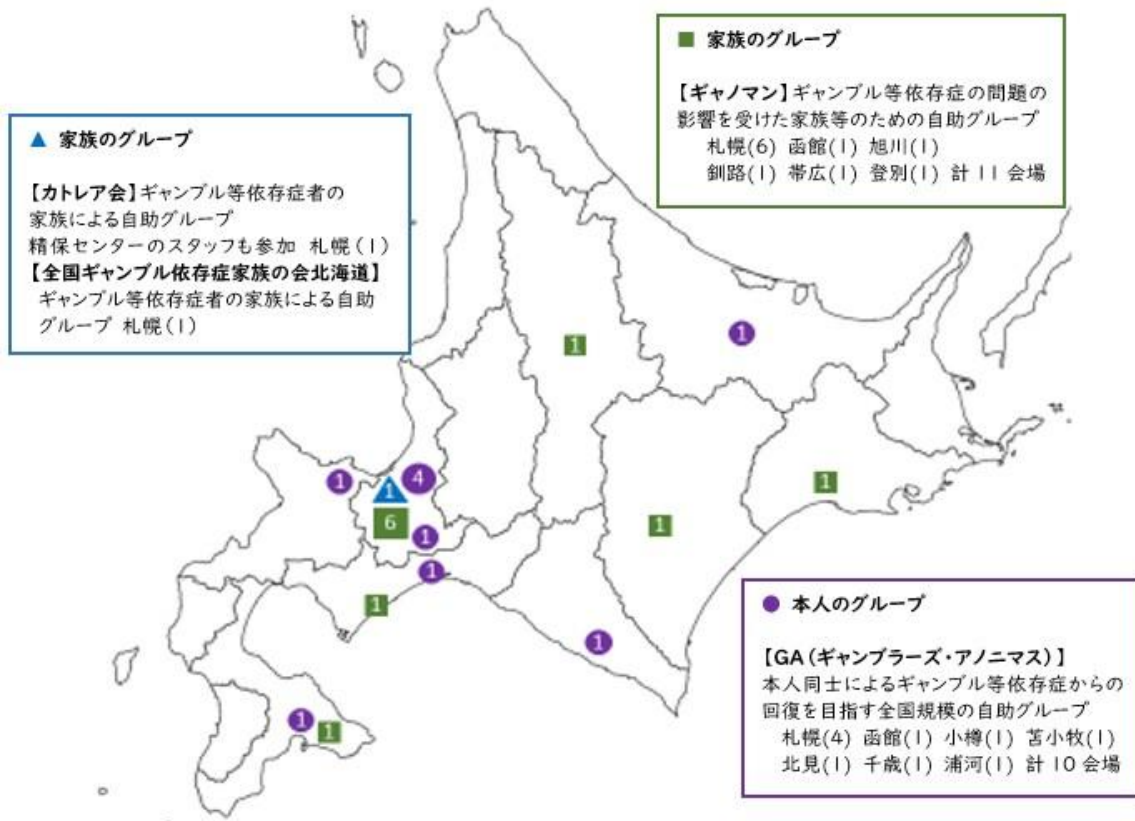 ■ 家族のグループ
【ギャノマン】ギャンブル等依存症の問題の
影響を受けた家族等のための自助グループ
札幌(6) 函館(1) 旭川(1)
釧路(1) 帯広(1) 登別(1) 計 11 会場
▲ 家族のグループ
【カトレア会】ギャンブル等依存症者の
家族による自助グループ
精保センターのスタッフも参加 札幌(1)
【全国ギャンブル依存症家族の会北海道】
ギャンブル等依存症者の家族による自助
グループ 札幌(1)
1
1
1
4
1
1
6
1
1
1
1
1
1
1
● 本人のグループ
【GA(ギャンブラーズ・アノニマス)】
本人同士によるギャンブル等依存症からの
回復を目指す全国規模の自助グループ
札幌(4) 函館(1) 小樽(1) 苫小牧(1)
北見(1) 千歳(1) 浦河(1) 計 10 会場